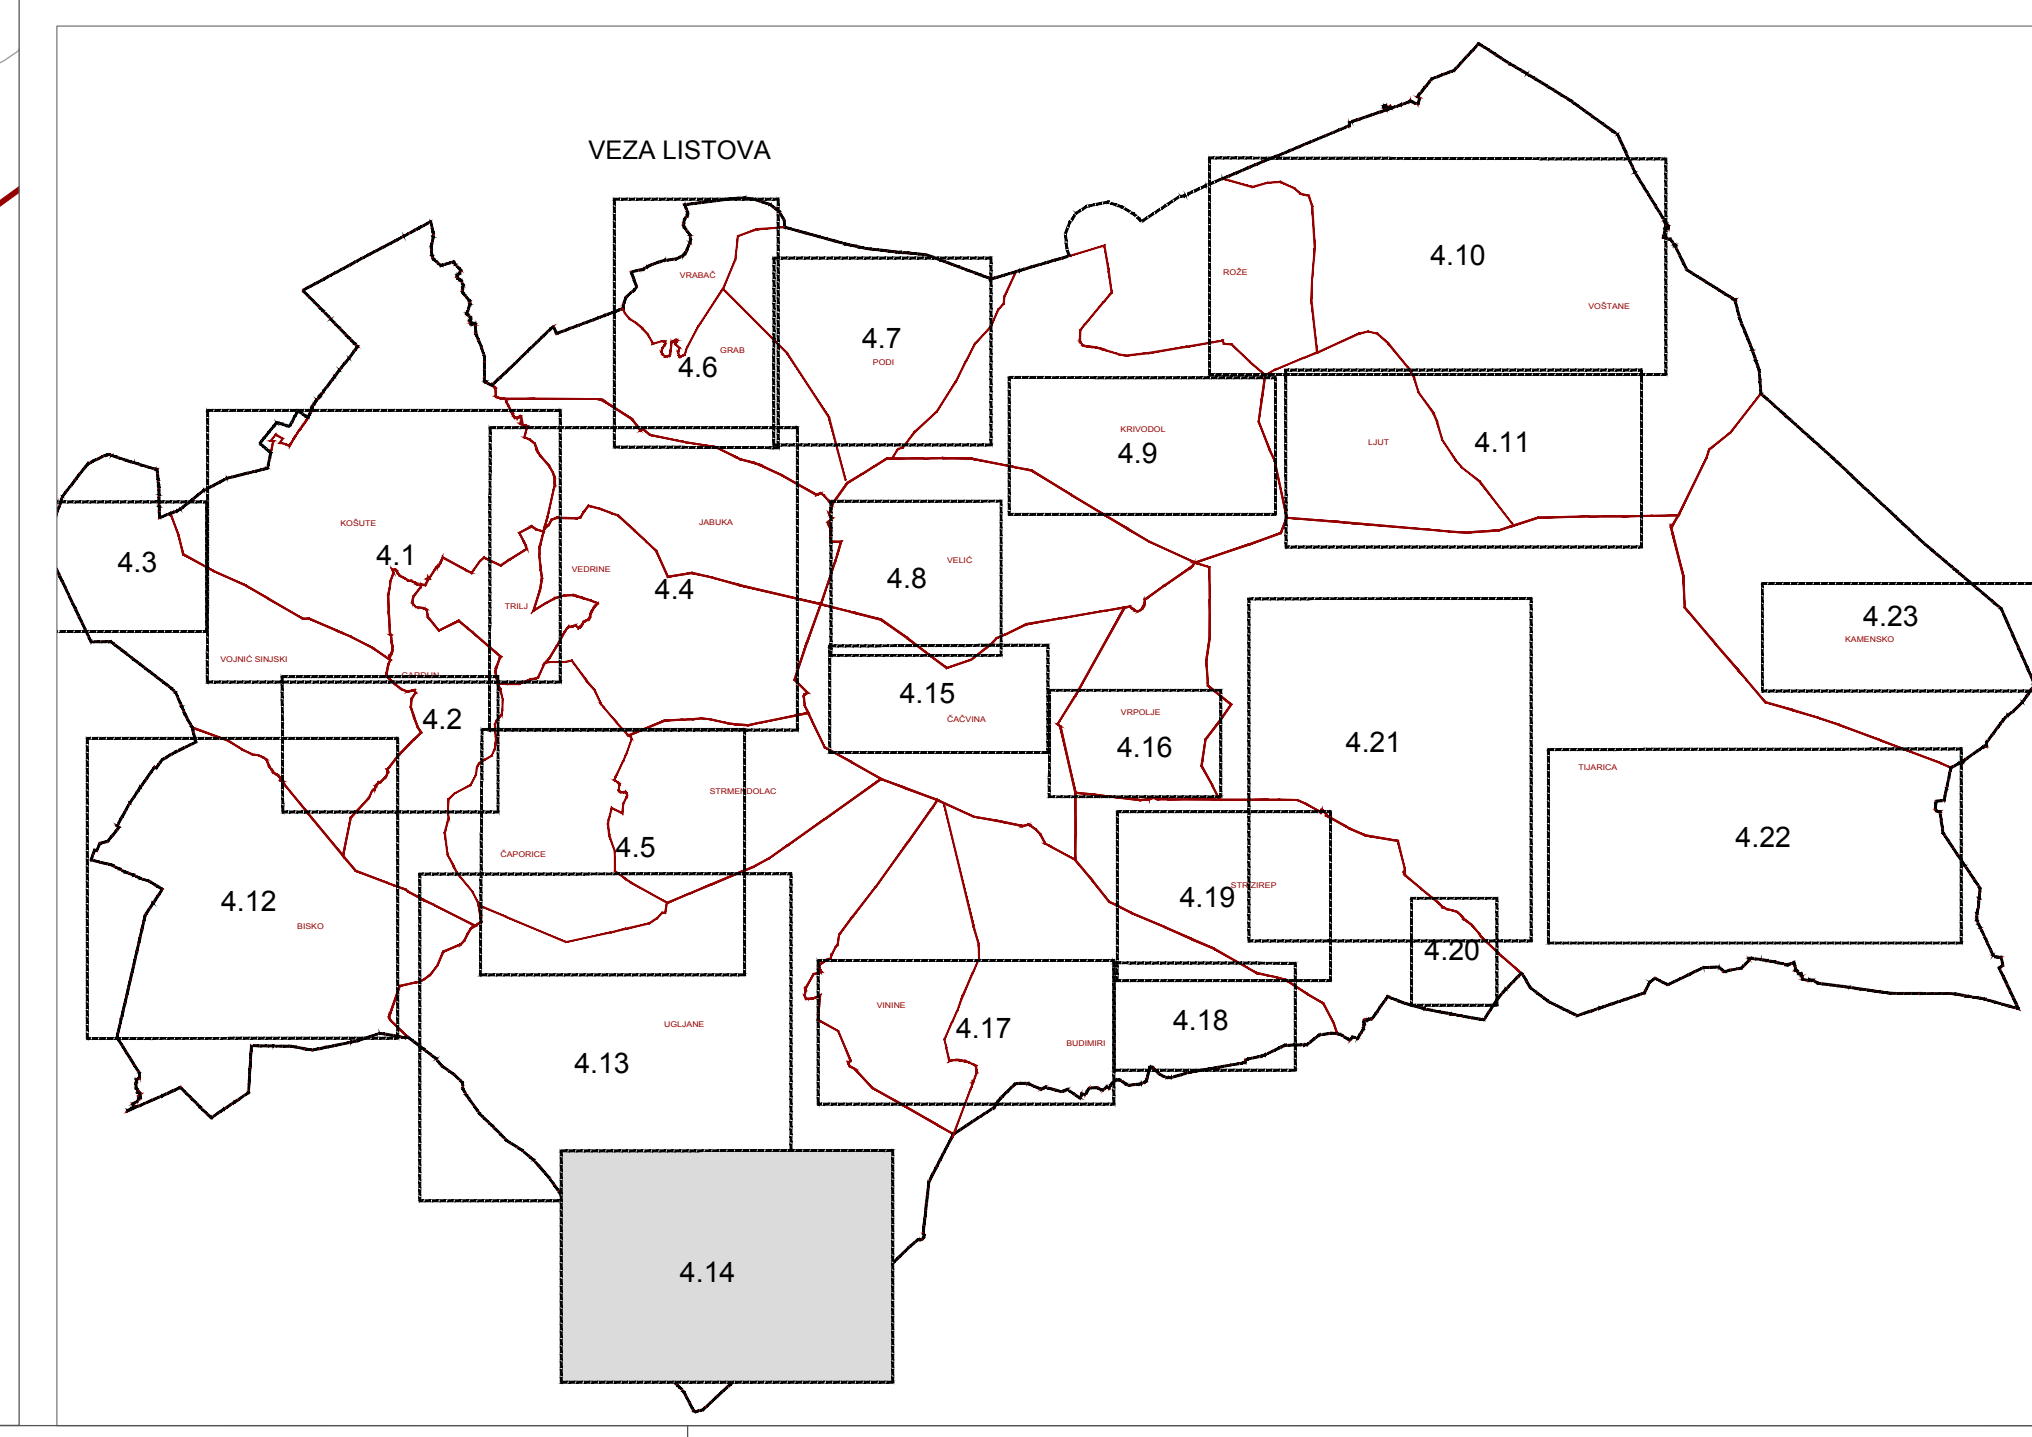 VEZA LISTOVA
4.10
ROŽE
VRABAČ
VOŠTANE
4.7
GRAB
PODI
4.6
KRIVODOL
LJUT
4.11
4.9
KOŠUTE
JABUKA
4.1
4.3
VELIĆ
VEDRINE
4.8
4.4
TRILJ
4.23
KAMENSKO
VOJNIĆ SINJSKI
GARDUN
4.15
4.2
ČAČVINA
VRPOLJE
4.16
4.21
TIJARICA
STRMENDOLAC
4.22
4.5
ČAPORICE
STRIZIREP
4.19
4.12
BISKO
4.20
VININE
UGLJANE
4.17
4.18
BUDIMIRI
4.13
4.14